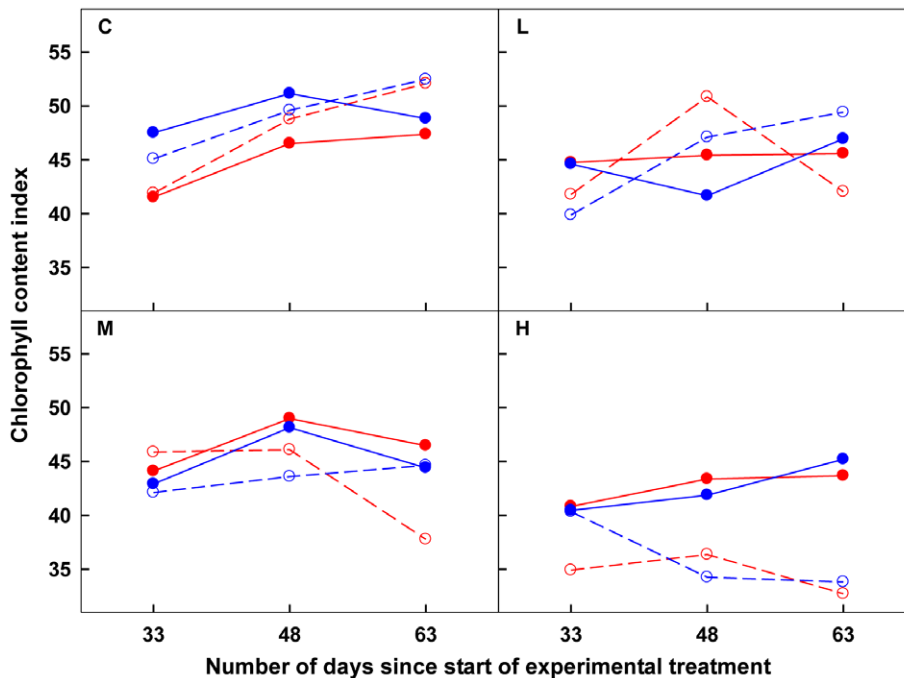 C
L
55
50
45
40
35
M
H
55
50
45
40
35
33
48
63
33
48
63
Chlorophyll content index
Number of days since start of experimental treatment